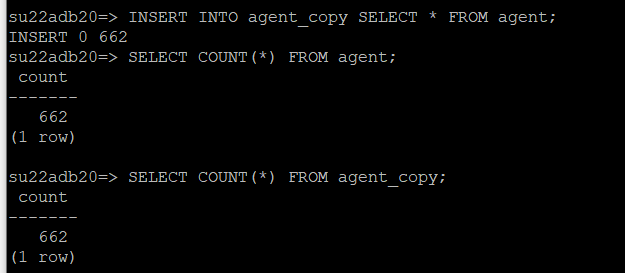 su22adb20=> INSERT INTO agent_copy SELECT * FROM agent;
INSERT 0 662
su22adb20=> SELECT COUNT(*) FROM agent;
 count
-------
   662
(1 row)

su22adb20=> SELECT COUNT(*) FROM agent_copy;
 count
-------
   662
(1 row)